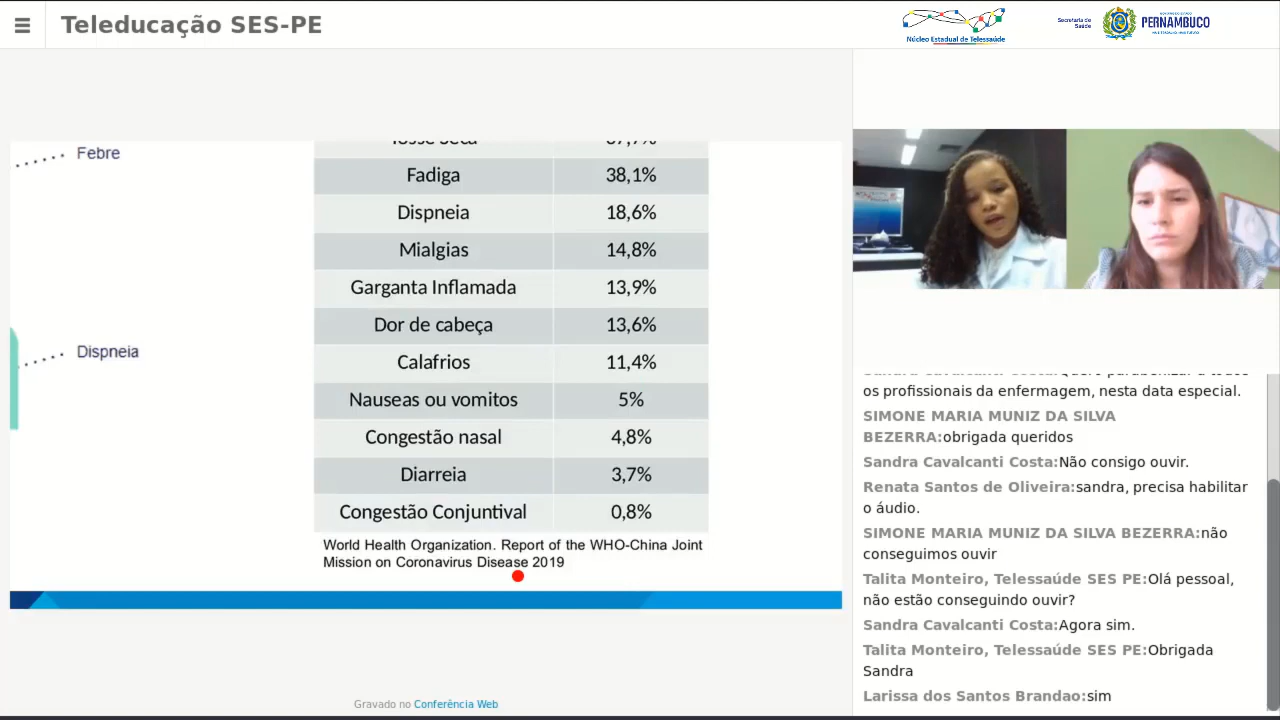 Teleducação SES-PE
Núcleo Estadual de Telessaúde
Secretaria de
Saúde
PERNAMBUCO
Febre
Dispneia
Tosse Seca 67,7%
Fadiga 38,1%
Dispneia 18,6%
Mialgias 14,8%
Garganta Inflamada 13,9%
Dor de cabeça 13,6%
Calafrios 11,4%
Nauseas ou vomitos 5%
Congestão nasal 4,8%
Diarreia 3,7%
Congestão Conjuntival 0,8%
World Health Organization. Report of the WHO-China Joint
Mission on Coronavirus Disease 2019
Gravado no Conferência Web
os profissionais da enfermagem, nesta data especial.
SIMONE MARIA MUNIZ DA SILVA
BEZERRA:obrigada queridos
Sandra Cavalcanti Costa:Não consigo ouvir.
Renata Santos de Oliveira:sandra, precisa habilitar
o áudio.
SIMONE MARIA MUNIZ DA SILVA BEZERRA:não
conseguimos ouvir
Talita Monteiro, Telessaúde SES PE:Olá pessoal,
não estão conseguindo ouvir?
Sandra Cavalcanti Costa:Agora sim.
Talita Monteiro, Telessaúde SES PE:Obrigada
Sandra
Larissa dos Santos Brandao:sim